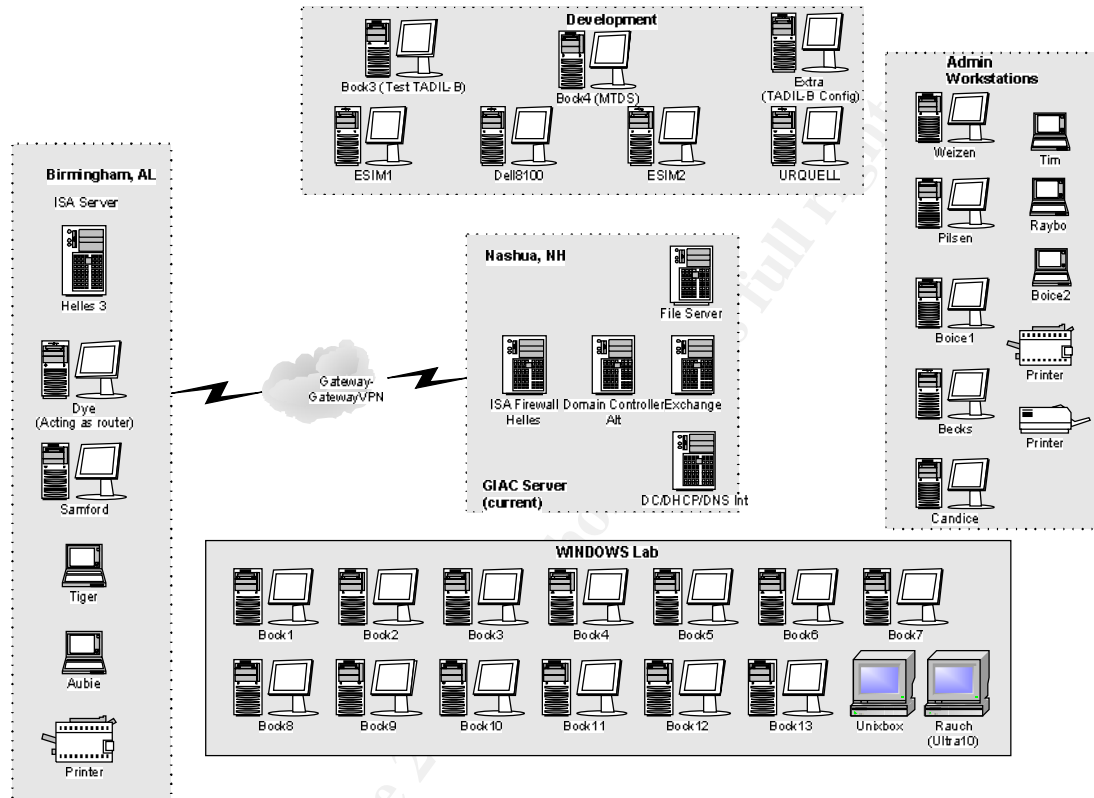 Development
Bock3 (Test TADIL-B)
Bock4 (MTDS)
Extra
(TADIL-B Config)
ESIM1
Dell8100
ESIM2
URQUELL
Admin
Workstations
Weizen
Tim
Pilsen
Raybo
Boice1
Boice2
Becks
Printer
Candice
Printer
Birmingham, AL
ISA Server
Helles 3
Dye
(Acting as router)
Samford
Tiger
Aubie
Printer
Gateway-
GatewayVPN
Nashua, NH
File Server
ISA Firewall
Helles
Domain Controller
Alt
Exchange
GIAC Server
(current)
DC/DHCP/DNS Int
WINDOWS Lab
Bock1
Bock2
Bock3
Bock4
Bock5
Bock6
Bock7
Bock8
Bock9
Bock10
Bock11
Bock12
Bock13
Unixbox
Rauch
(Ultra10)
full right